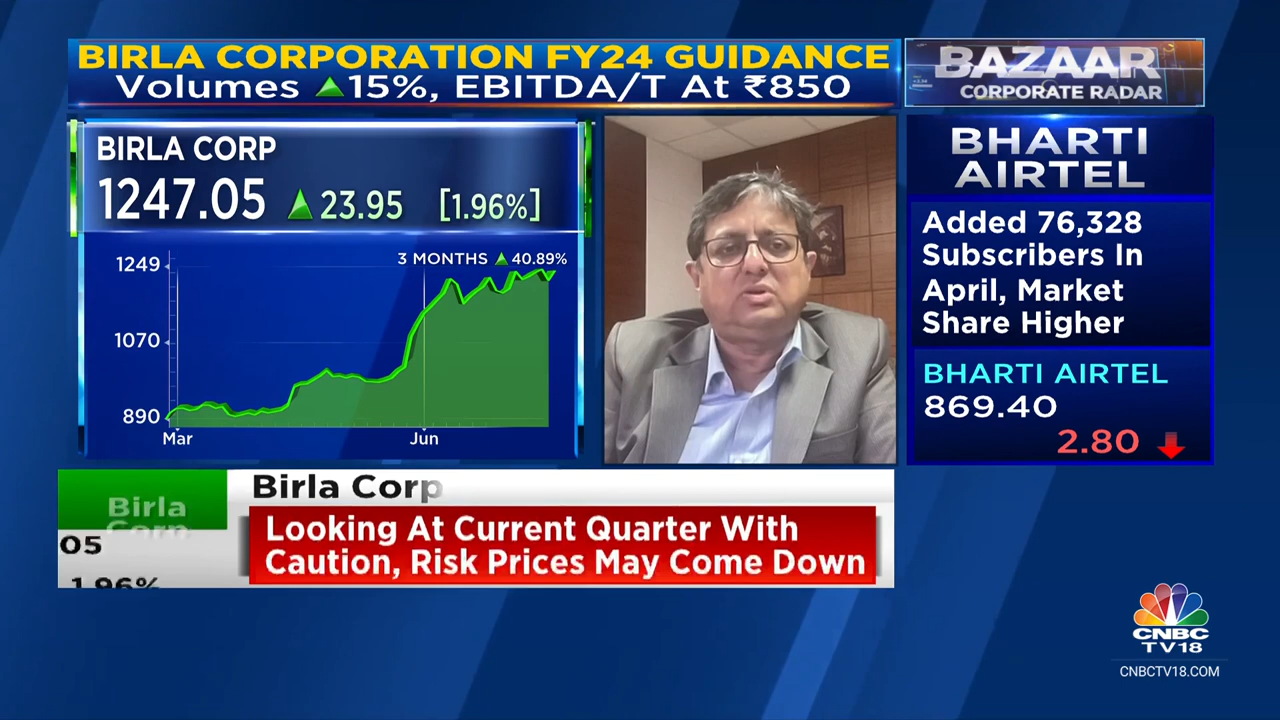 BIRLA CORPORATION FY24 GUIDANCE
Volumes ▲15%, EBITDA/T At ₹850
BAZAAR
CORPORATE RADAR
BIRLA CORP
1247.05 ▲ 23.95 [1.96%]
3 MONTHS ▲ 40.89%
1249
1070
890
Mar
Jun
BHARTI
AIRTEL
Added 76,328
Subscribers In
April, Market
Share Higher
BHARTI AIRTEL
869.40
2.80
Birla
Corp
05
1.96%
Birla Corp
Looking At Current Quarter With
Caution, Risk Prices May Come Down
CNBC
TV18
CNBCTV18.COM